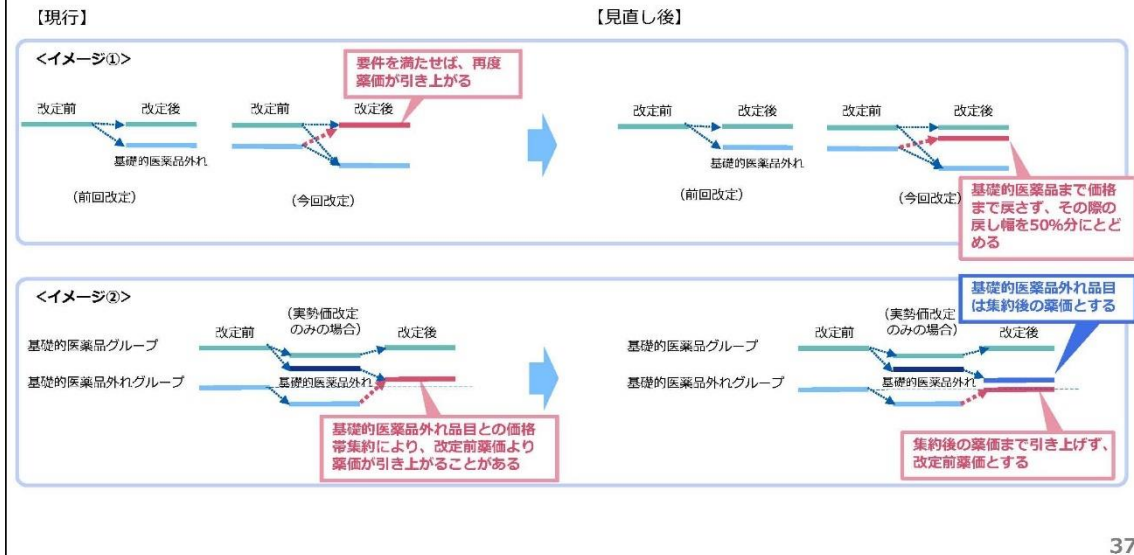 【現行】
【見直し後】
<イメージ①>
要件を満たせば、再度
薬価が引き上がる
改定前
改定後
改定前
改定後
基礎的医薬品外れ
(前回改定)
(今回改定)
改定前
改定後
改定前
改定後
基礎的医薬品外れ
(前回改定)
(今回改定)
基礎的医薬品まで価格
まで戻さず、その際の
戻し幅を50%分にとど
める
<イメージ②>
(実勢価改定
のみの場合)
改定前
改定後
基礎的医薬品グループ
基礎的医薬品外れグループ
基礎的医薬品外れ
基礎的医薬品外れ品目との価格
帯集約により、改定前薬価より
薬価が引き上がることがある
基礎的医薬品外れ品目
は集約後の薬価とする
(実勢価改定
のみの場合)
改定前
改定後
基礎的医薬品グループ
基礎的医薬品外れグループ
基礎的医薬品外れ
集約後の薬価まで引き上げず、
改定前薬価とする
37